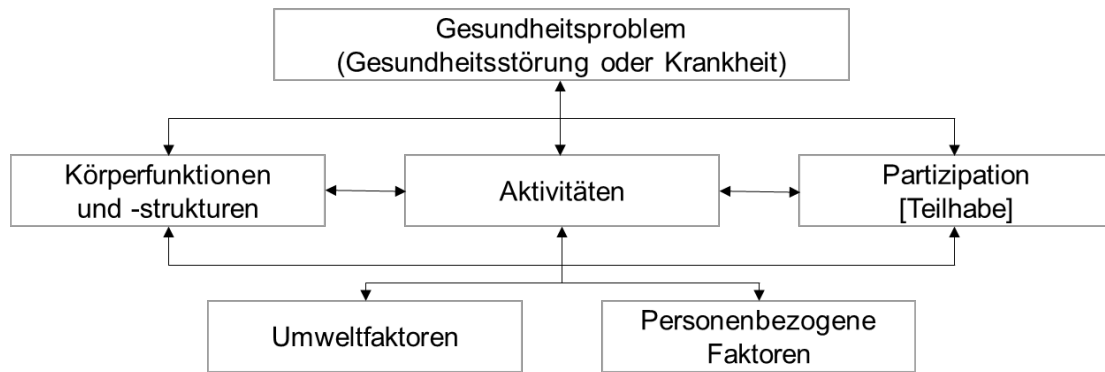 Gesundheitsproblem
(Gesundheitsstörung oder Krankheit)
Körperfunktionen
und -strukturen
Aktivitäten
Partizipation
[Teilhabe]
Umweltfaktoren
Personenbezogene
Faktoren